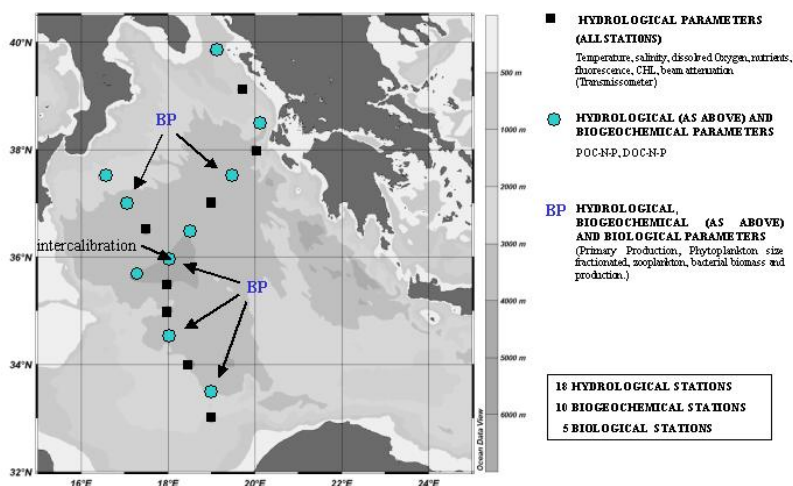 40°N
38°N
36°N
34°N
32°N
16°E
18°E
20°E
22°E
24°E
BP
intercalibration
BP
500 m
1000 m
2000 m
3000 m
4000 m
5000 m
6000 m
Ocean Data View
HYDROLOGICAL PARAMETERS
(ALL STATIONS)
Temperature, salinity, dissolved Oxygen, nutrients,
fluorescence, CHL, beam attenuation
(Transmissometer)
HYDROLOGICAL (AS ABOVE) AND
BIOGEOCHEMICAL PARAMETERS
POC-N-P, DOC-N-P
BP HYDROLOGICAL,
BIOGEOCHEMICAL (AS ABOVE)
AND BIOLOGICAL PARAMETERS
(Primary Production, Phytoplankton size
fractionated, zooplankton, bacterial biomass and
production.)
18 HYDROLOGICAL STATIONS
10 BIOGEOCHEMICAL STATIONS
5 BIOLOGICAL STATIONS